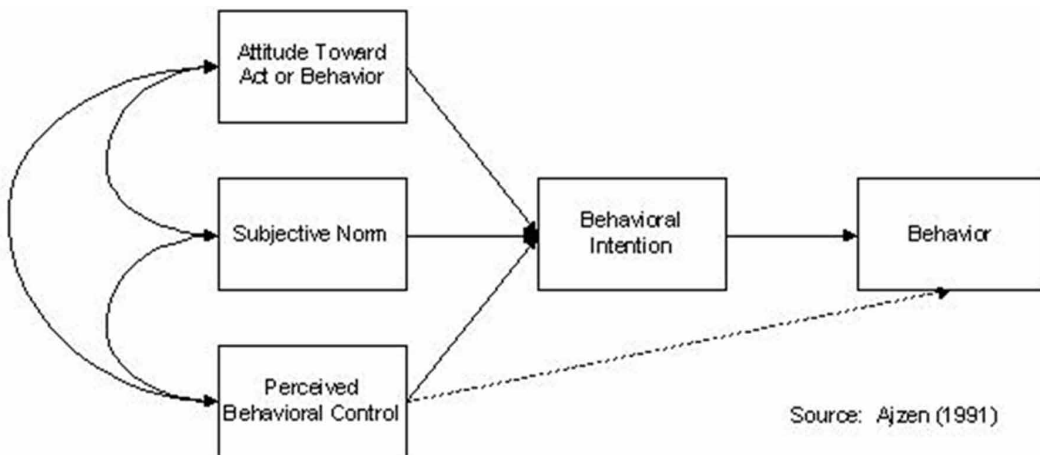 Attitude Toward
Act or Behavior
Subjective Norm
Behavioral
Intention
Behavior
Perceived
Behavioral Control
Source: Ajzen (1991)